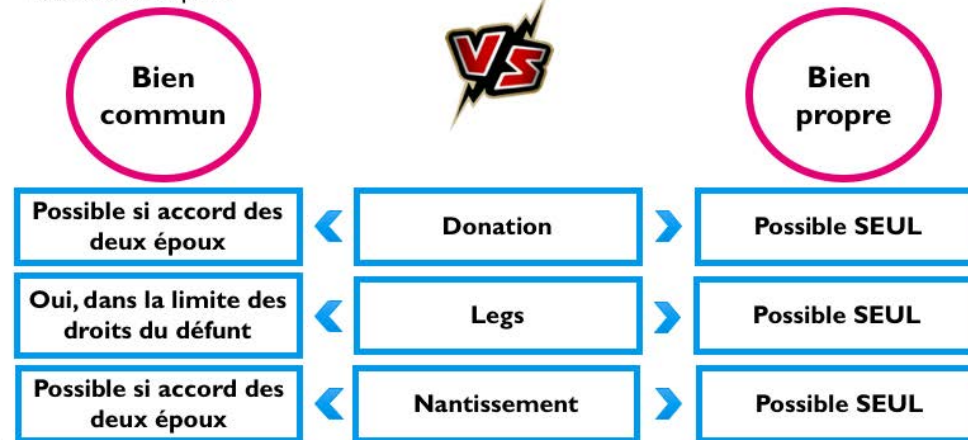 Bien
commun
VS
Bien
propre
Possible si accord des
deux époux
Donation
Possible SEUL
Oui, dans la limite des
droits du défunt
Legs
Possible SEUL
Possible si accord des
deux époux
Nantissement
Possible SEUL